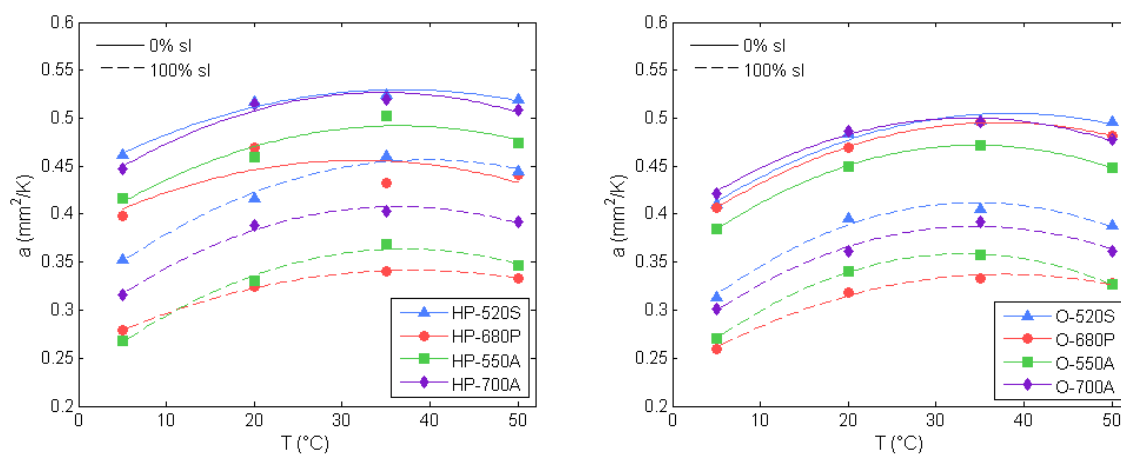 0.6
0.55
0.5
0.45
0.4
0.35
0.3
0.25
0.2
a (mm²/K)
0% sl
100% sl
HP-520S
HP-680P
HP-550A
HP-700A
0 10 20 30 40 50
T (°C)
0.6
0.55
0.5
0.45
0.4
0.35
0.3
0.25
0.2
a (mm²/K)
0% sl
100% sl
O-520S
O-680P
O-550A
O-700A
0 10 20 30 40 50
T (°C)